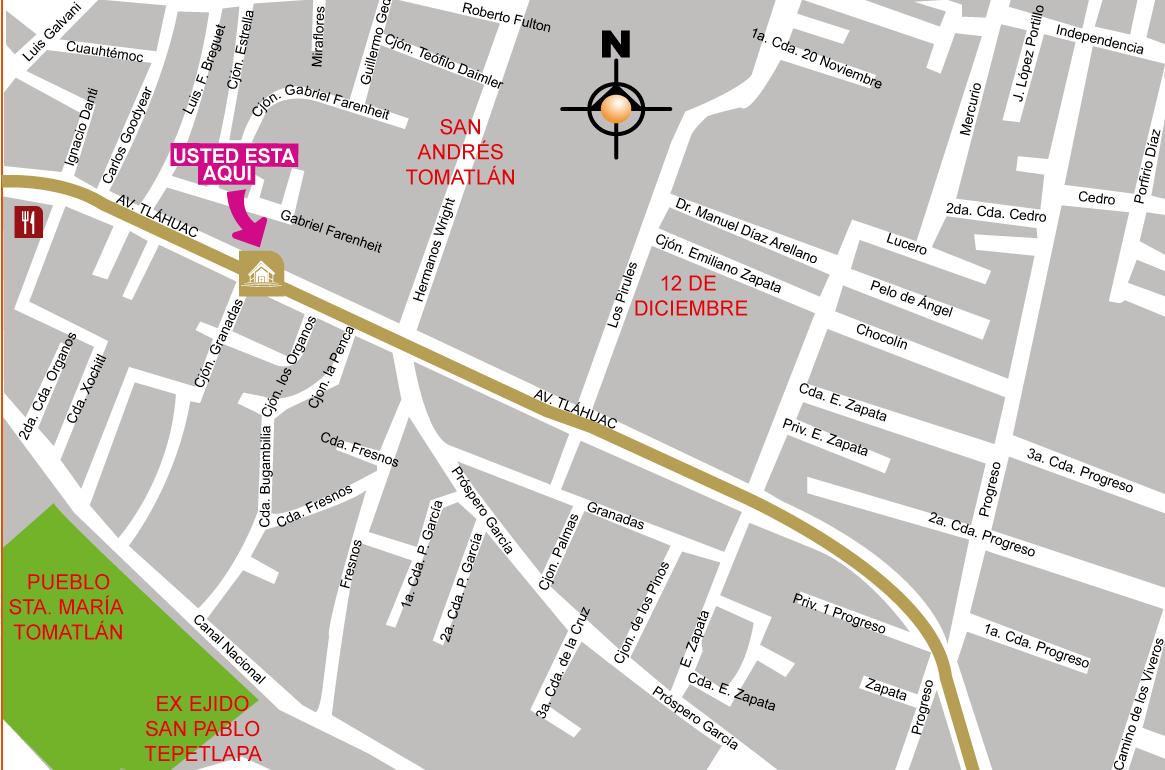 Luis Galvani
Cuauhtémoc
Luis. F. Breguet
Cjón. Estrella
Miraflores
Guillermo Geo
Roberto Fulton
Cjón. Teófilo Daimler
Cjón. Gabriel Farenheit
Ignacio Danti
Carlos Goodyear
N
1a. Cda. 20 Noviembre
Mercurio
J. López Portillo
Independencia
SAN
ANDRÉS
TOMATLÁN
USTED ESTA
AQUI
AV. TLÁHUAC
Gabriel Farenheit
Hermanos Wright
Dr. Manuel Diaz Arellano
Cjón. Emiliano Zapata
Los Pirules
12 DE
DICIEMBRE
2da. Cda. Cedro
Cedro
Porfirio Díaz
Lucero
Pelo de Ángel
Chocolín
2da. Cda. Organos
Cda. Xochitl
Cjón. Granadas
Cjón. los Organos
Cjon. la Penca
AV. TLÁHUAC
Cda. E. Zapata
Priv. E. Zapata
3a. Cda. Progreso
Progreso
2a. Cda. Progreso
Cda. Fresnos
Cda. Bugambilia
Cda. Fresnos
Fresnos
Próspero García
1a. Cda. P. García
2a. Cda. P. García
Granadas
Cjon. Palmas
Cjon. de los Pinos
3a. Cda. de la Cruz
E. Zapata
Cda. E. Zapata
Próspero García
Priv. 1 Progreso
1a. Cda. Progreso
Zapata
Progreso
Camino de los Viveros
PUEBLO
STA. MARÍA
TOMATLÁN
Canal Nacional
EX EJIDO
SAN PABLO
TEPETLAPA